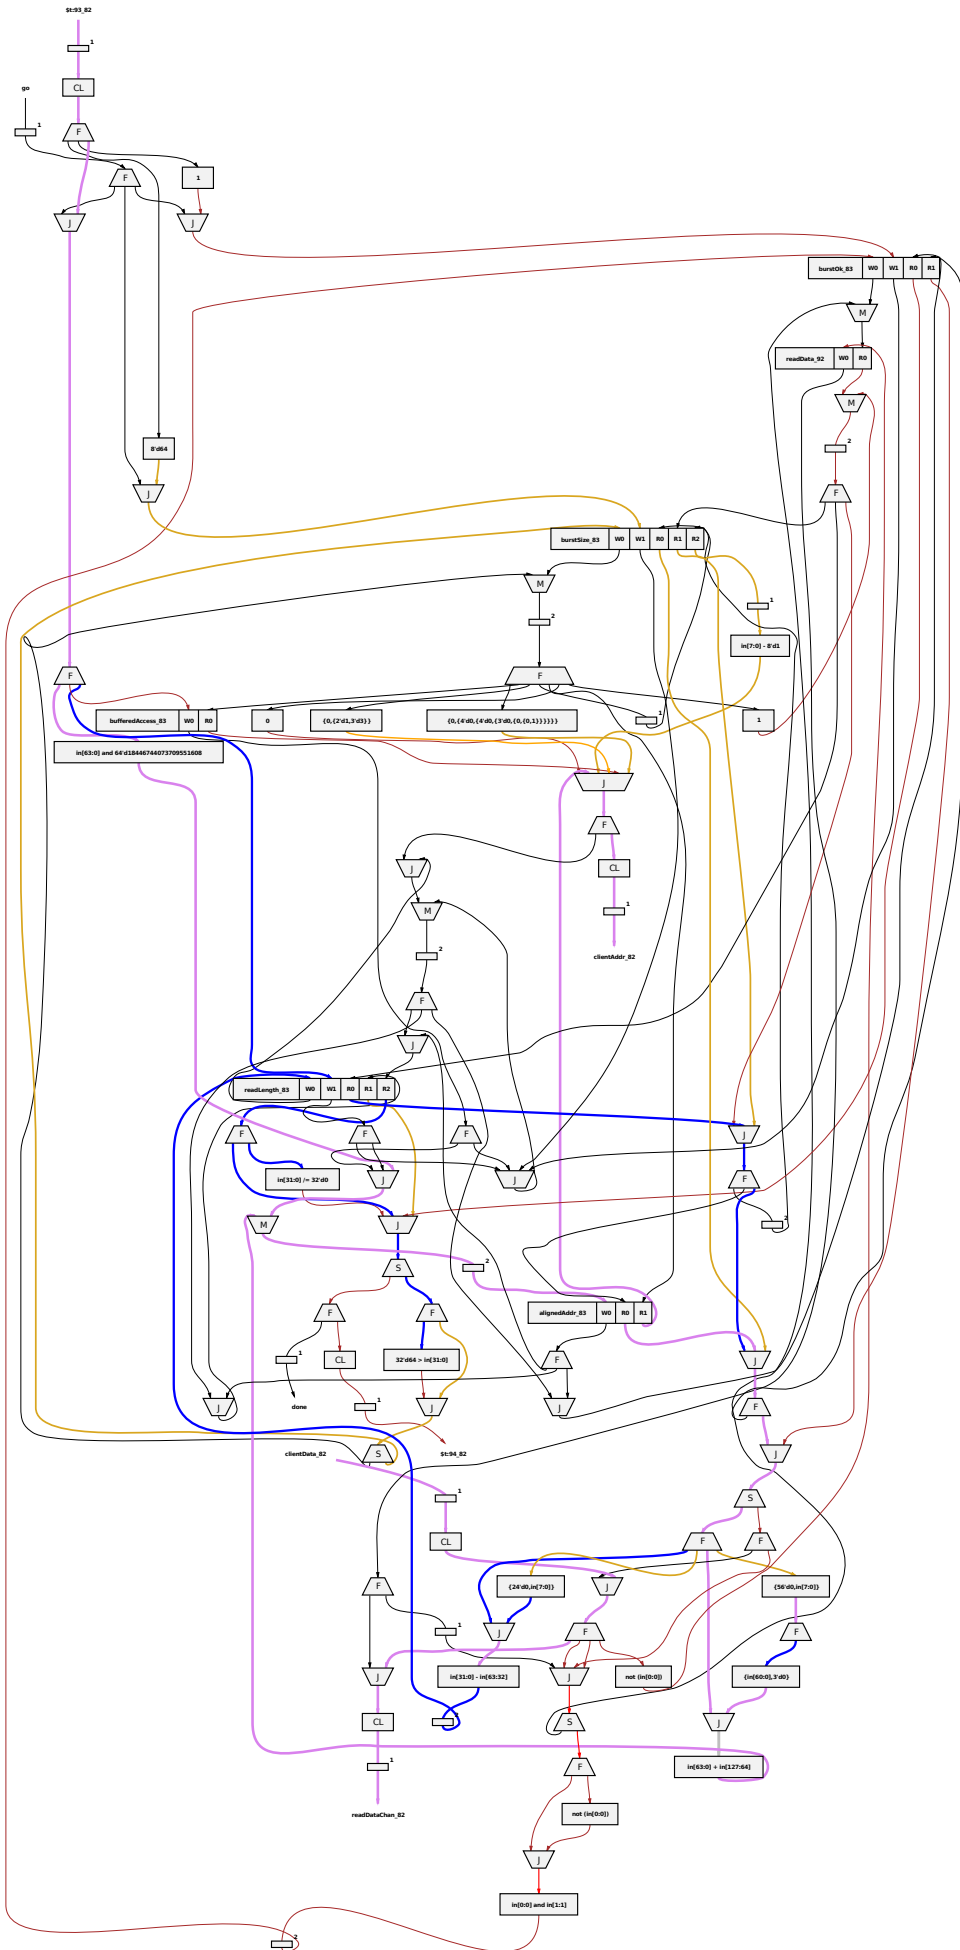 $t:93_82
1
CL
go
1
F
F
1
J
J
burstOk_83 W0 W1 R0 R1
M
readData_92 W0 R0
M
8'd64
2
J
F
burstSize_83 W0 W1 R0 R1 R2
M
1
2
in[7:0] - 8'd1
F
F
bufferedAccess_83 W0 R0
0
{0,{2'd1,3'd3}}
{0,{4'd0,{4'd0,{3'd0,{0,{0,1}}}}}}
1
1
in[63:0] and 64'd18446744073709551608
J
F
J
CL
M
1
2
clientAddr_82
F
J
readLength_83 W0 W1 R0 R1 R2
F
F
F
J
in[31:0] /= 32'd0
J
J
F
M
J
2
S
2
F
F
alignedAddr_83 W0 R0 R1
1
CL
32'd64 > in[31:0]
F
J
done
1
J
J
J
F
clientData_82
S
$t:94_82
J
1
S
CL
F
F
F
{24'd0,in[7:0]}
J
{56'd0,in[7:0]}
1
J
F
F
J
in[31:0] - in[63:32]
J
not (in[0:0])
{in[60:0],3'd0}
CL
S
J
1
F
in[63:0] + in[127:64]
readDataChan_82
not (in[0:0])
J
in[0:0] and in[1:1]
2